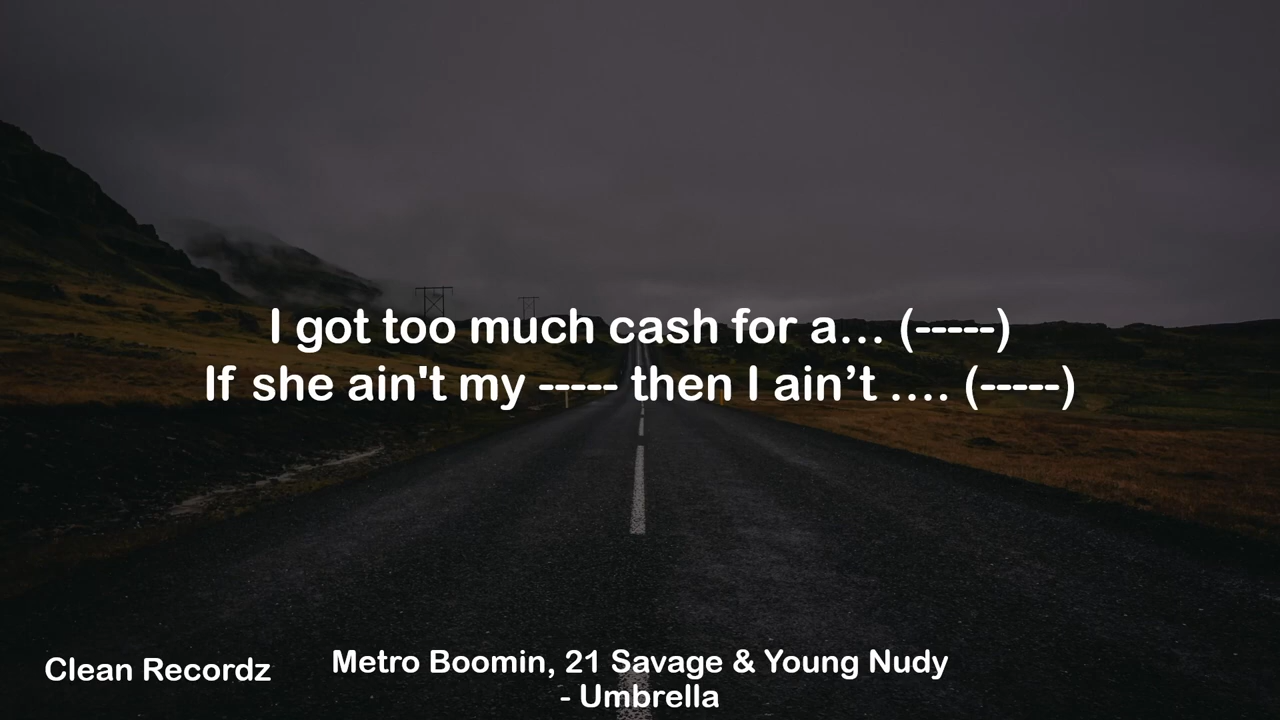 I got too much cash for a... (-----)
If she ain't my ----- then I ain’t .... (-----)
Clean Recordz
Metro Boomin, 21 Savage & Young Nudy
- Umbrella